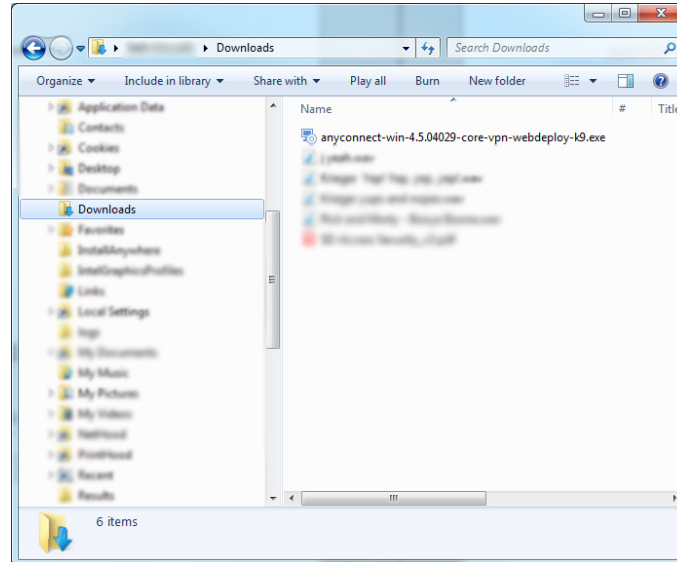 Downloads
Search Downloads
Organize Include in library Share with Play all Burn New folder
Name # Title
Application Data
Contacts
Cookies
Desktop
Documents
Downloads
Favorites
InstallAnywhere
IntelGraphicsProfiles
Links
Local Settings
logs
My Documents
My Music
My Pictures
My Videos
NetHood
PrintHood
Recent
Results
anyconnect-win-4.5.04029-core-vpn-webdeploy-k9.exe
6 items